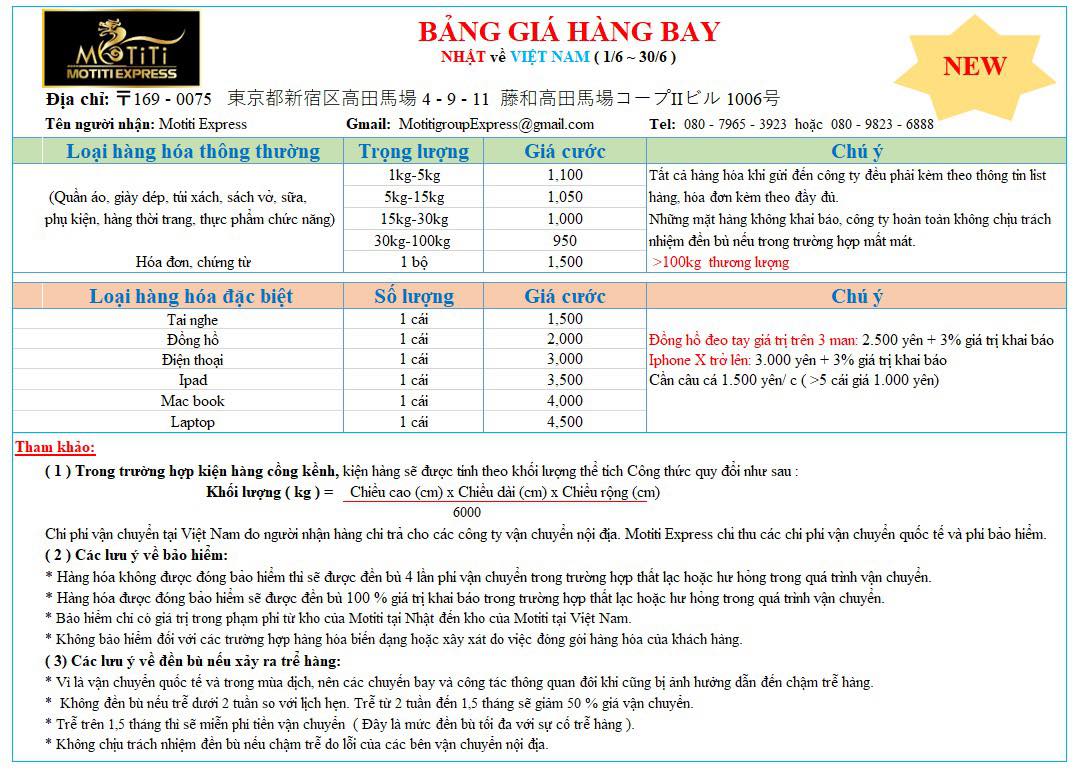 MOTITI
MOTITI EXPRESS
BẢNG GIÁ HÀNG BAY
NHẬT về VIỆT NAM ( 1/6 ~ 30/6 )
NEW
Địa chỉ: 〒169 - 0075 東京都新宿区高田馬場 4 - 9 - 11 藤和高田馬場コープIIビル 1006号
Tên người nhận: Motiti Express Gmail: MotitigroupExpress@gmail.com Tel: 080 - 7965 - 3923 hoặc 080 - 9823 - 6888
Loại hàng hóa thông thường Trọng lượng Giá cước Chú ý
1kg-5kg 1,100 Tất cả hàng hóa khi gửi đến công ty đều phải kèm theo thông tin list
(Quần áo, giày dép, túi xách, sách vở, sữa, 5kg-15kg 1,050 hàng, hóa đơn kèm theo đầy đủ.
phụ kiện, hàng thời trang, thực phẩm chức năng) 15kg-30kg 1,000 Những mặt hàng không khai báo, công ty hoàn toàn không chịu trách
30kg-100kg 950 nhiệm đền bù nếu trong trường hợp mất mát.
Hóa đơn, chứng từ 1 bộ 1,500 >100kg thương lượng
Loại hàng hóa đặc biệt Số lượng Giá cước Chú ý
Tai nghe 1 cái 1,500
Đồng hồ 1 cái 2,000 Đồng hồ đeo tay giá trị trên 3 man: 2.500 yên + 3% giá trị khai báo
Điện thoại 1 cái 3,000 Iphone X trở lên: 3.000 yên + 3% giá trị khai báo
Ipad 1 cái 3,500 Cần câu cá 1.500 yên/ c ( >5 cái giá 1.000 yên)
Mac book 1 cái 4,000
Laptop 1 cái 4,500
Tham khảo:
( 1 ) Trong trường hợp kiện hàng cồng kềnh, kiện hàng sẽ được tính theo khối lượng thể tích Công thức quy đổi như sau :
Khối lượng ( kg ) = Chiều cao (cm) x Chiều dài (cm) x Chiều rộng (cm)
6000
Chi phí vận chuyển tại Việt Nam do người nhận hàng chi trả cho các công ty vận chuyển nội địa. Motiti Express chỉ thu các chi phí vận chuyển quốc tế và phí bảo hiểm.
( 2 ) Các lưu ý về bảo hiểm:
* Hàng hóa không được đóng bảo hiểm thì sẽ được đền bù 4 lần phí vận chuyển trong trường hợp thất lạc hoặc hư hỏng trong quá trình vận chuyển.
* Hàng hóa được đóng bảo hiểm sẽ được đền bù 100 % giá trị khai báo trong trường hợp thất lạc hoặc hư hỏng trong quá trình vận chuyển.
* Bảo hiểm chỉ có giá trị trong phạm phi từ kho của Motiti tại Nhật đến kho của Motiti tại Việt Nam.
* Không bảo hiểm đối với các trường hợp hàng hóa biến dạng hoặc xây xát do việc đóng gói hàng hóa của khách hàng.
( 3) Các lưu ý về đền bù nếu xảy ra trể hàng:
* Vì là vận chuyển quốc tế và trong mùa dịch, nên các chuyến bay và công tác thông quan đôi khi cũng bị ảnh hưởng dẫn đến chậm trễ hàng.
* Không đền bù nếu trễ dưới 2 tuần so với lịch hẹn. Trễ từ 2 tuần đến 1,5 tháng sẽ giảm 50 % giá vận chuyển.
* Trễ trên 1,5 tháng thì sẽ miễn phí tiền vận chuyển ( Đây là mức đền bù tối đa với sự cố trễ hàng ).
* Không chịu trách nhiệm đền bù nếu chậm trễ do lỗi của các bên vận chuyển nội địa.